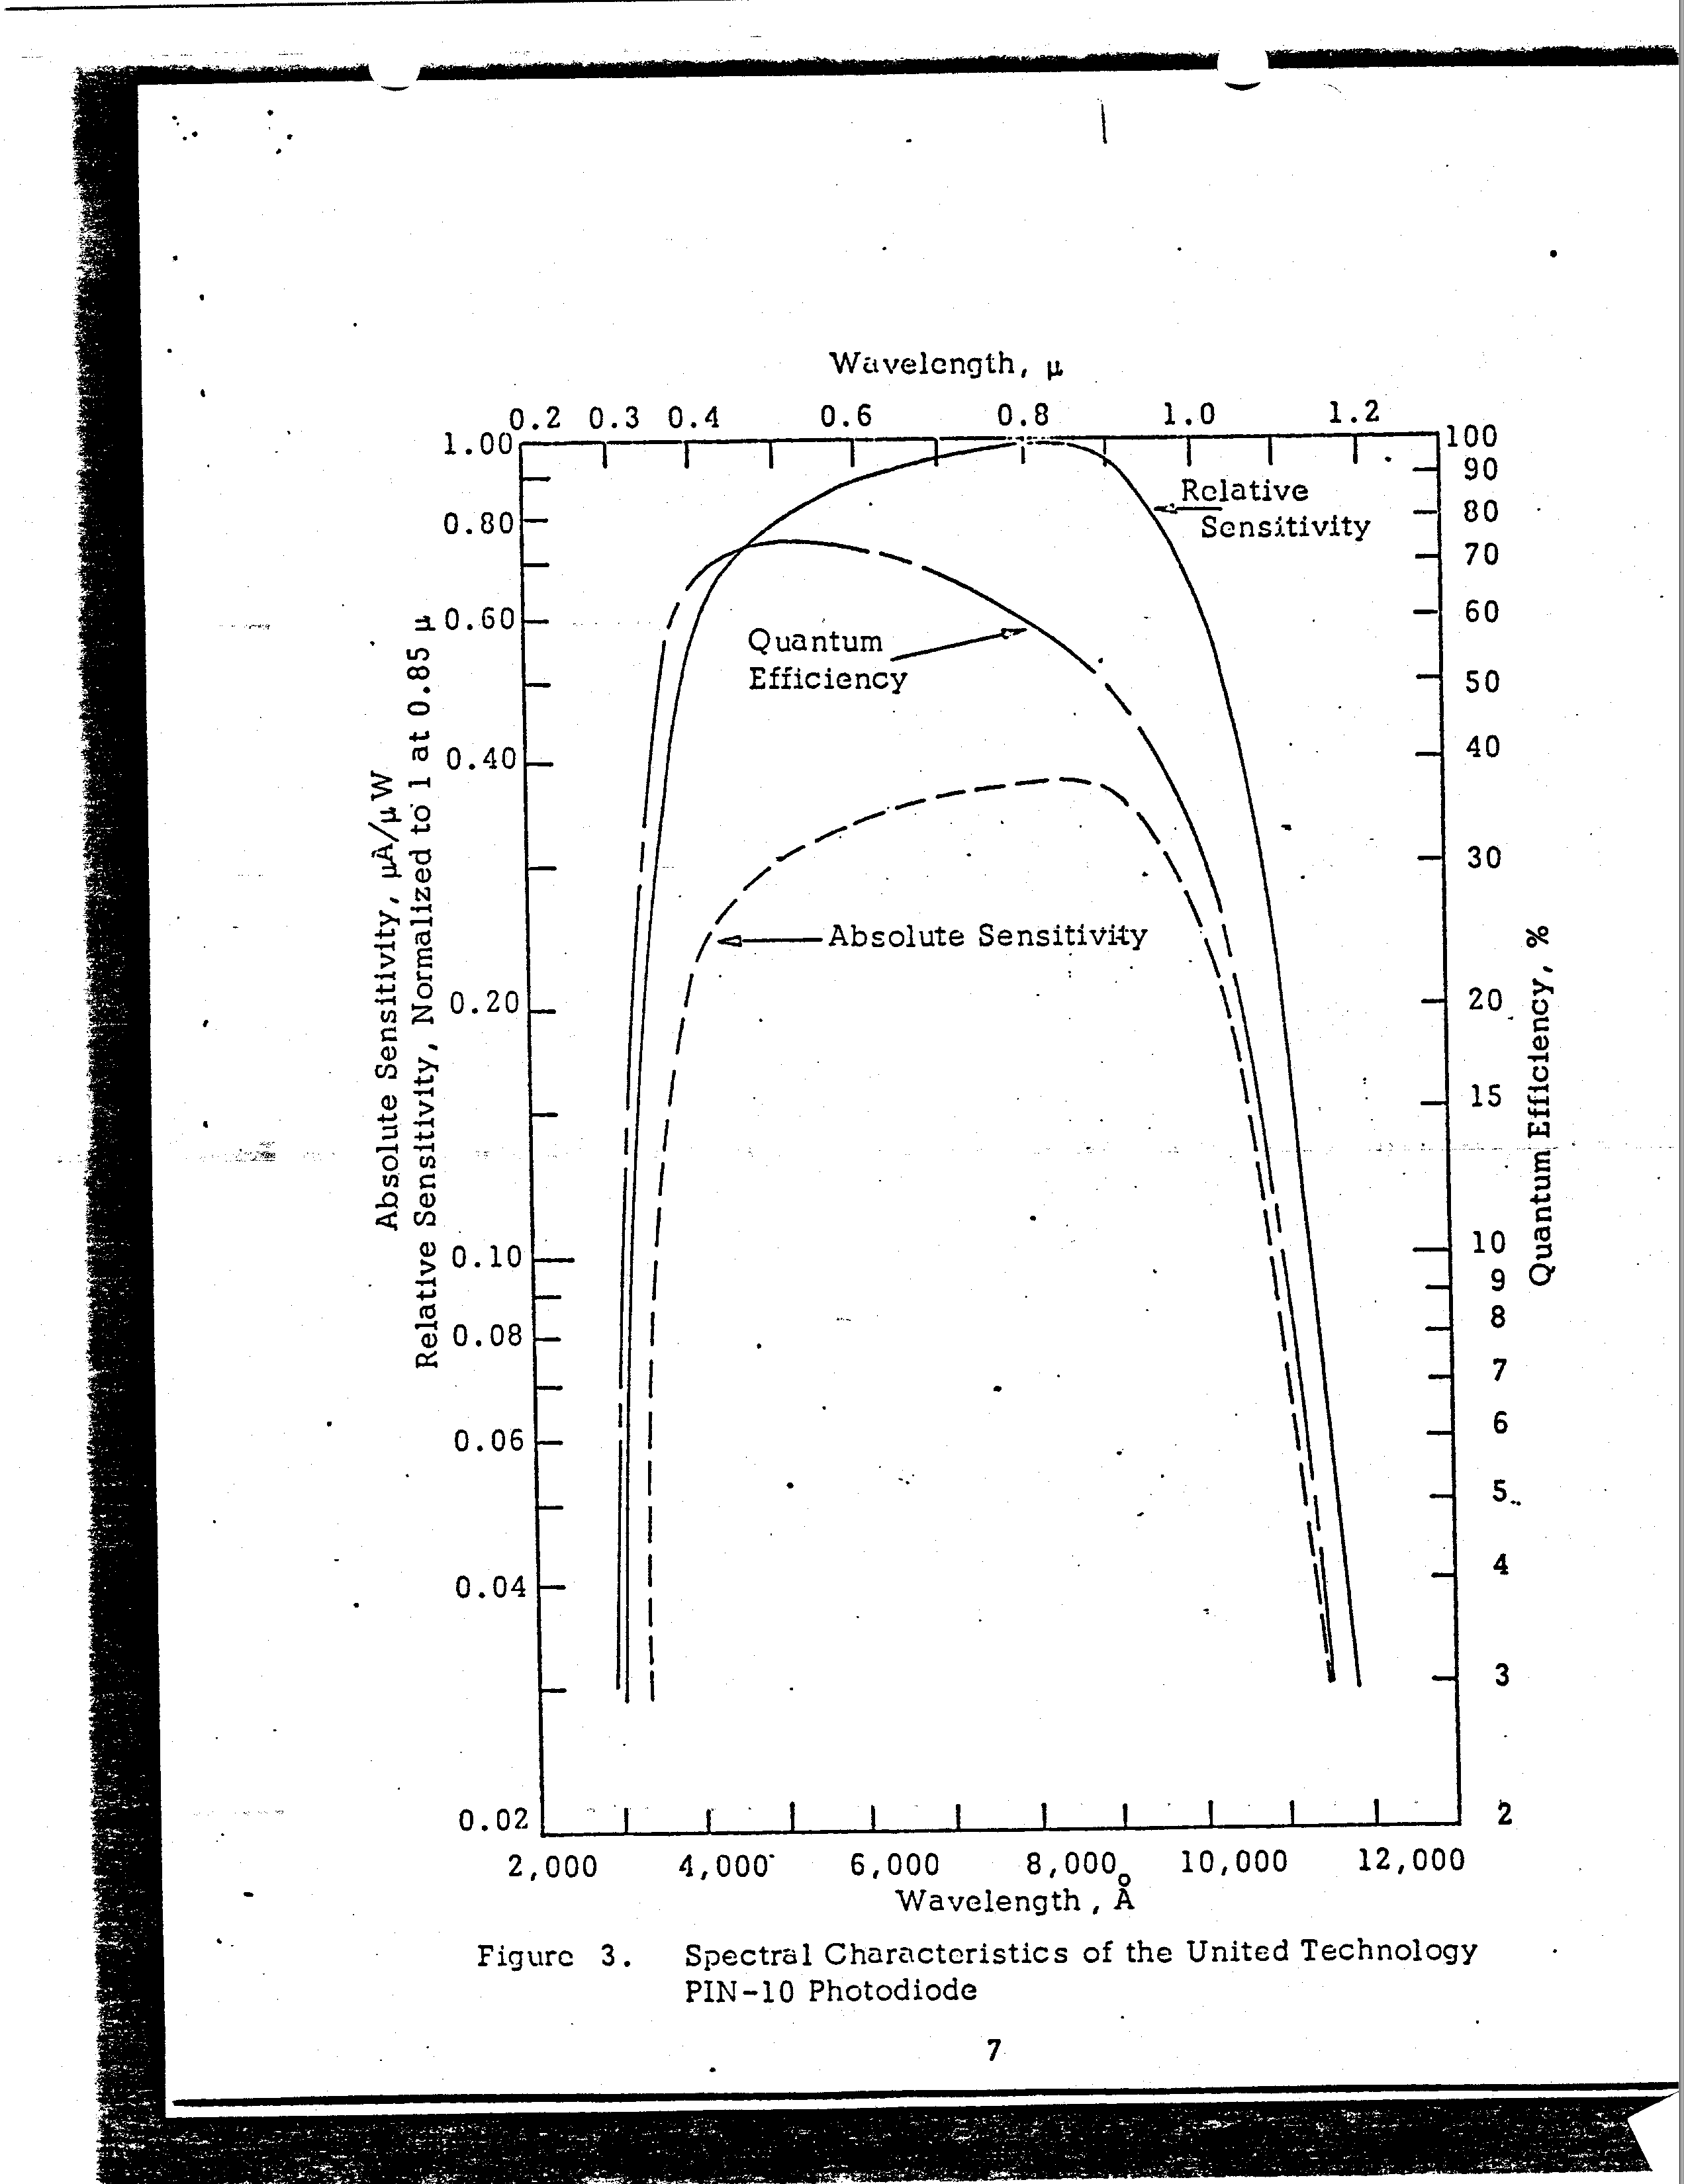 Wavelength, μ
0.2 0.3 0.4 0.6 0.8 1.0 1.2
1.00
0.80
0.60
0.40
0.20
0.10
0.08
0.06
0.04
0.02
Absolute Sensitivity, μA/μW
Relative Sensitivity, Normalized to 1 at 0.85 μ
Relative
Sensitivity
Quantum
Efficiency
Absolute Sensitivity
100
90
80
70
60
50
40
30
20
15
10
9
8
7
6
5
4
3
2
Quantum Efficiency, %
2,000 4,000 6,000 8,000 10,000 12,000
Wavelength, Å
Figure 3. Spectral Characteristics of the United Technology
PIN-10 Photodiode
7